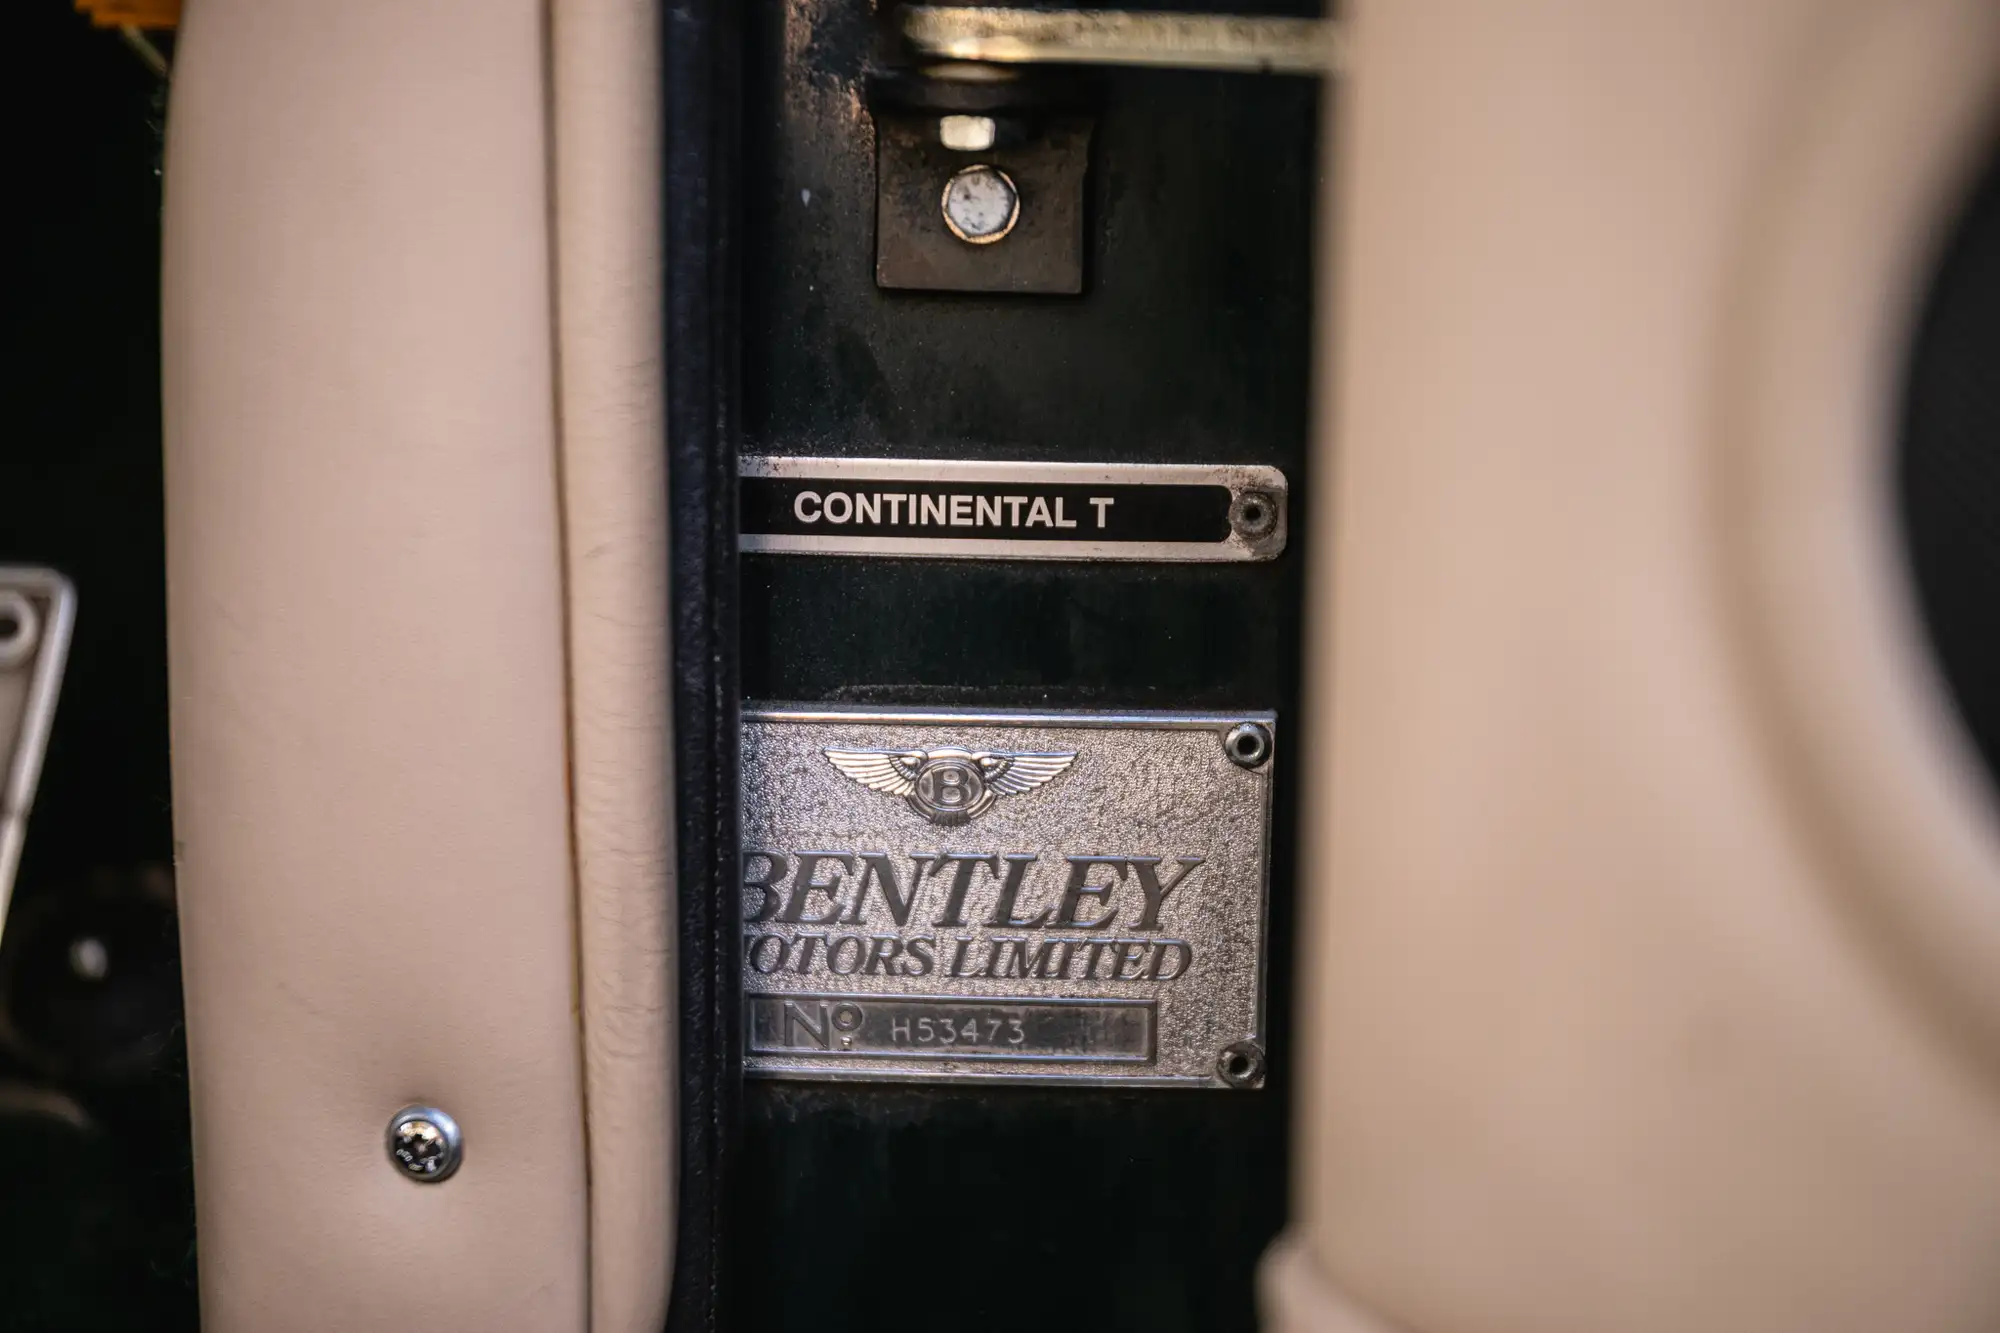 CONTINENTAL T
B
BENTLEY
MOTORS LIMITED
Nº. H53473